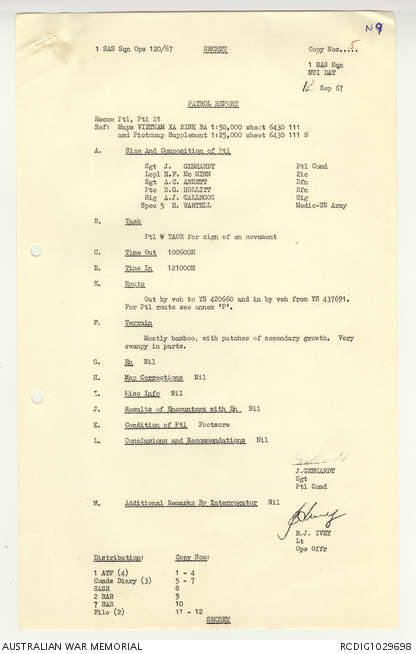 N9
1 SAS Sqn Ops 120/67 SECRET Copy Nos.....5
1 SAS Sqn
NUI DAT
12 Sep 67
PATROL REPORT
Recce Ptl, Ptl 21
Ref: Maps VIETNAM XA BINH BA 1:50,000 sheet 6430 111
and Pictomap Supplement 1:25,000 sheet 6430 111 S
A. Size And Composition of Ptl
Sgt J. GEBHARDT Ptl Comd
Lcpl N.F. Mc MINN 2ic
Sgt A.C. ANSETT Rfn
Pte D.G. HOLLITT Rfn
Sig A.J. GALLEGOS Sig
Spec 5 R. WARTELL Medic-US Army
B. Task
Ptl W TAOR for sign of en movement
C. Time Out 100600H
D. Time In 121000H
E. Route
Out by veh to YS 420660 and in by veh from YS 437691.
For Ptl route see annex 'P'.
F. Terrain
Mostly bamboo, with patches of secondary growth. Very
swampy in parts.
G. En Nil
H. Map Corrections Nil
I. Misc Info Nil
J. Results of Encounters with En Nil
K. Condition of Ptl Footsore
L. Conclusions and Recommendations Nil
J.GEBHARDT
Sgt
Ptl Comd
M. Additional Remarks By Interrogator Nil
R.J. IVEY
Lt
Ops Offr
Distribution: Copy Nos:
1 ATF (4) 1 - 4
Comds Diary (3) 5 - 7
SASR 8
2 RAR 9
7 RAR 10
File (2) 11 - 12
SECRET
AUSTRALIAN WAR MEMORIAL RCDIG1029698